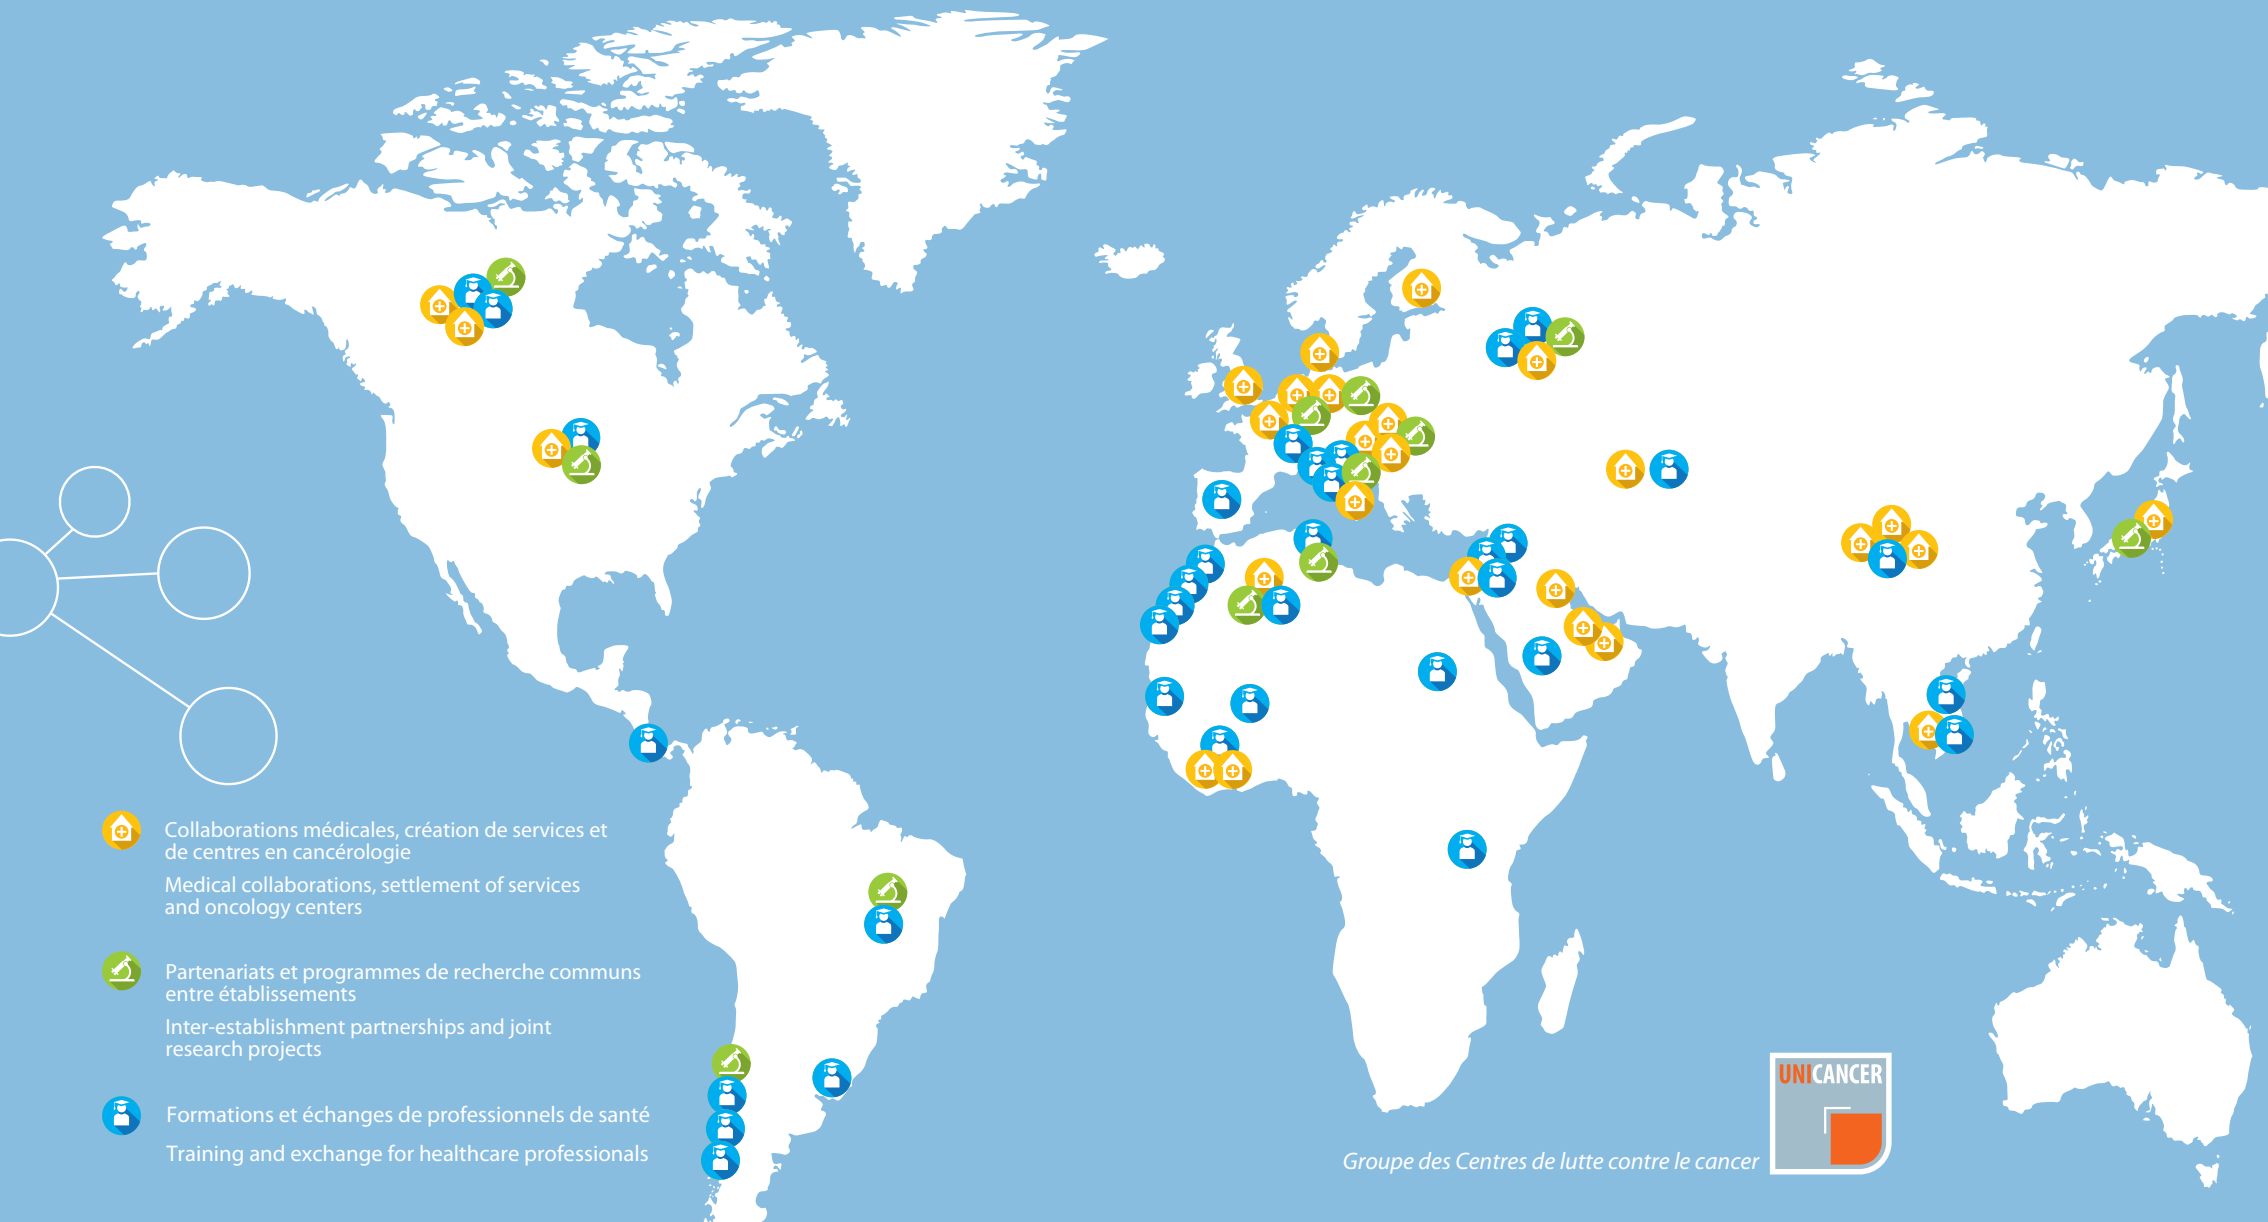 Collaborations médicales, création de services et
de centres en cancérologie
Medical collaborations, settlement of services
and oncology centers
Partenariats et programmes de recherche communs
entre établissements
Inter-establishment partnerships and joint
research projects
Formations et échanges de professionnels de santé
Training and exchange for healthcare professionals
Groupe des Centres de lutte contre le cancer
UNICANCER